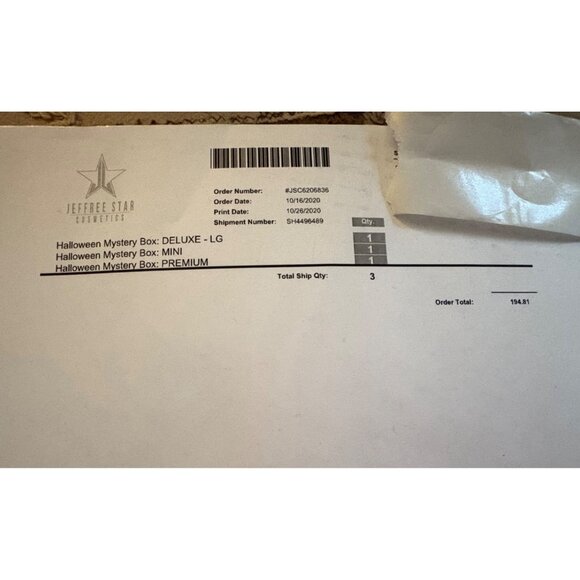 JEFFREE STAR
COSMETICS
Order Number: #JSC6206836
Order Date: 10/16/2020
Print Date: 10/26/2020
Shipment Number: SH4496489
Qty.
Halloween Mystery Box: DELUXE - LG 1
Halloween Mystery Box: MINI 1
Halloween Mystery Box: PREMIUM 1
Total Ship Qty: 3
Order Total: 194.81